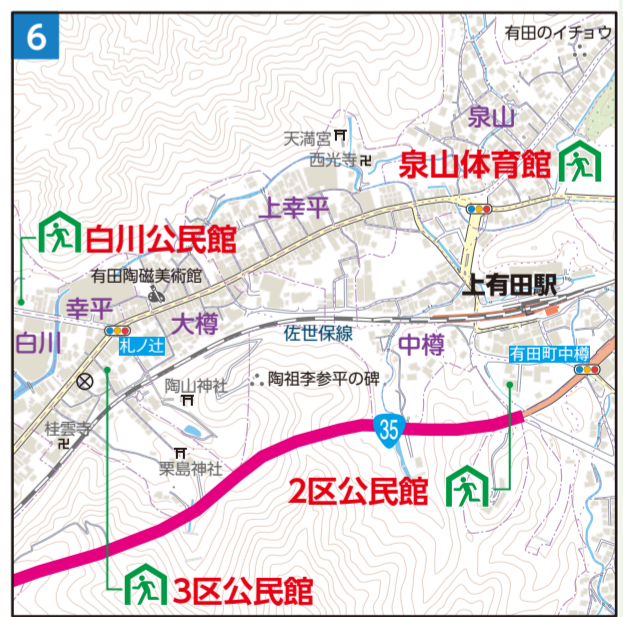 6
有田のイチョウ
泉山
天満宮
西光寺
泉山体育館
上幸平
白川公民館
有田陶磁美術館
上有田駅
幸平
大樽
佐世保線
中樽
白川
札ノ辻
有田町中樽
陶山神社
陶祖李参平の碑
35
桂雲寺
栗島神社
2区公民館
3区公民館